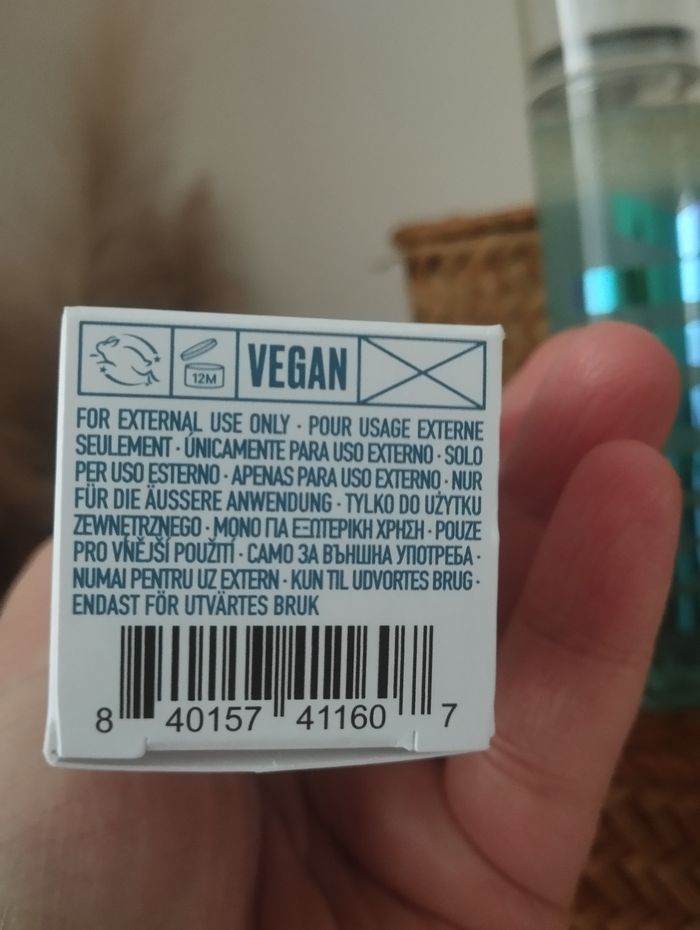 12M
VEGAN
FOR EXTERNAL USE ONLY · POUR USAGE EXTERNE
SEULEMENT · ÚNICAMENTE PARA USO EXTERNO · SOLO
PER USO ESTERNO · APENAS PARA USO EXTERNO · NUR
FÜR DIE ÄUSSERE ANWENDUNG · TYLKO DO UŻYTKU
ZEWNĘTRZNEGO · ΜΟΝΟ ΓΙΑ ΕΞΩΤΕΡΙΚΗ ΧΡΗΣΗ · POUZE
PRO VNĚJŠÍ POUŽITÍ · САМО ЗА ВЪНШНА УПОТРЕБА ·
NUMAI PENTRU UZ EXTERN · KUN TIL UDVORTES BRUG ·
ENDAST FÖR UTVÄRTES BRUK
8 40157 41160 7